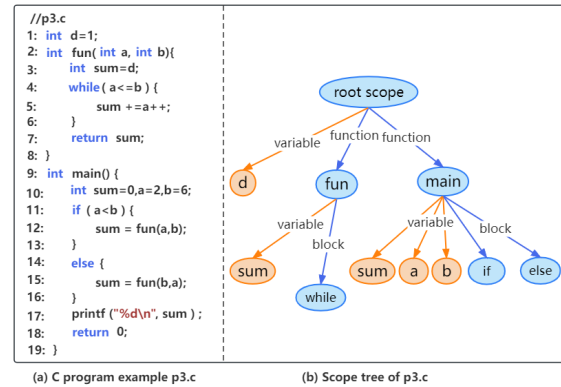 //p3.c
1: int d=1;
2: int fun( int a, int b){
3: int sum=d;
4: while( a<=b ) {
5: sum +=a++;
6: }
7: return sum;
8: }
9: int main() {
10: int sum=0,a=2,b=6;
11: if ( a<b ) {
12: sum = fun(a,b);
13: }
14: else {
15: sum = fun(b,a);
16: }
17: printf ("%d\n", sum ) ;
18: return 0;
19: }
(a) C program example p3.c
root scope
variable function function
d fun main
variable block variable block
sum sum a b if else
while
(b) Scope tree of p3.c